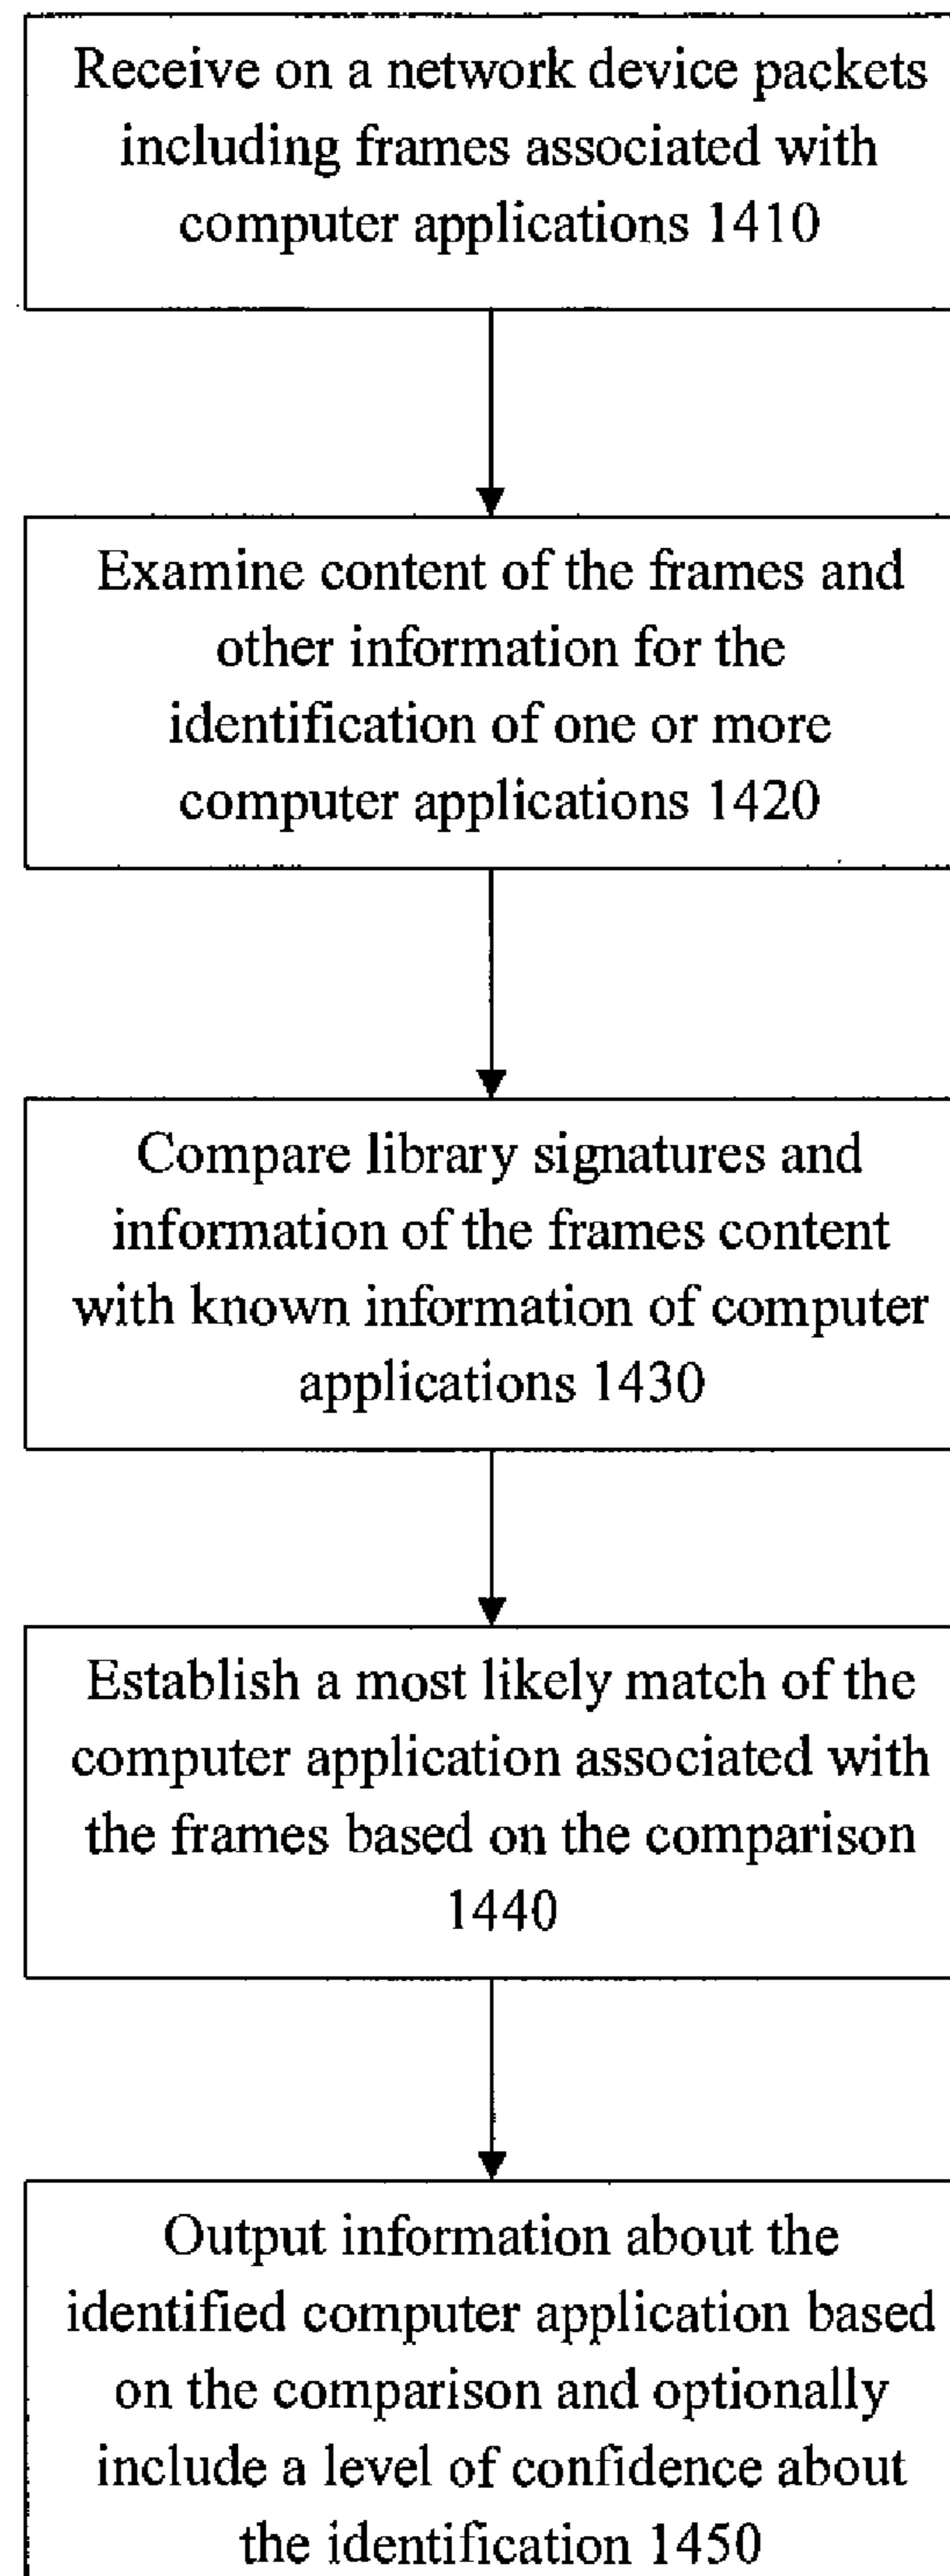 Receive on a network device packets
including frames associated with
computer applications 1410
Examine content of the frames and
other information for the
identification of one or more
computer applications 1420
Compare library signatures and
information of the frames content
with known information of computer
applications 1430
Establish a most likely match of the
computer application associated with
the frames based on the comparison
1440
Output information about the
identified computer application based
on the comparison and optionally
include a level of confidence about
the identification 1450